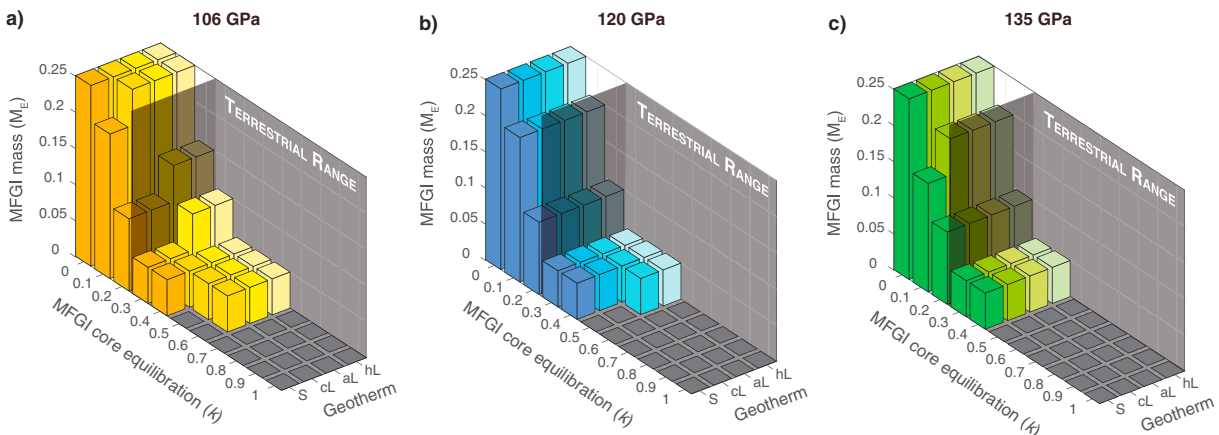 a)
106 GPa
MFGI mass (M_E)
0.25
0.2
0.15
0.1
0.05
0
0
0.1
0.2
0.3
0.4
0.5
0.6
0.7
0.8
0.9
1
MFGI core equilibration (k)
S
cL
aL
hL
Geotherm
TERRESTRIAL RANGE
b)
120 GPa
MFGI mass (M_E)
0.25
0.2
0.15
0.1
0.05
0
0
0.1
0.2
0.3
0.4
0.5
0.6
0.7
0.8
0.9
1
MFGI core equilibration (k)
S
cL
aL
hL
Geotherm
TERRESTRIAL RANGE
c)
135 GPa
MFGI mass (M_E)
0.25
0.2
0.15
0.1
0.05
0
0
0.1
0.2
0.3
0.4
0.5
0.6
0.7
0.8
0.9
1
MFGI core equilibration (k)
S
cL
aL
hL
Geotherm
TERRESTRIAL RANGE